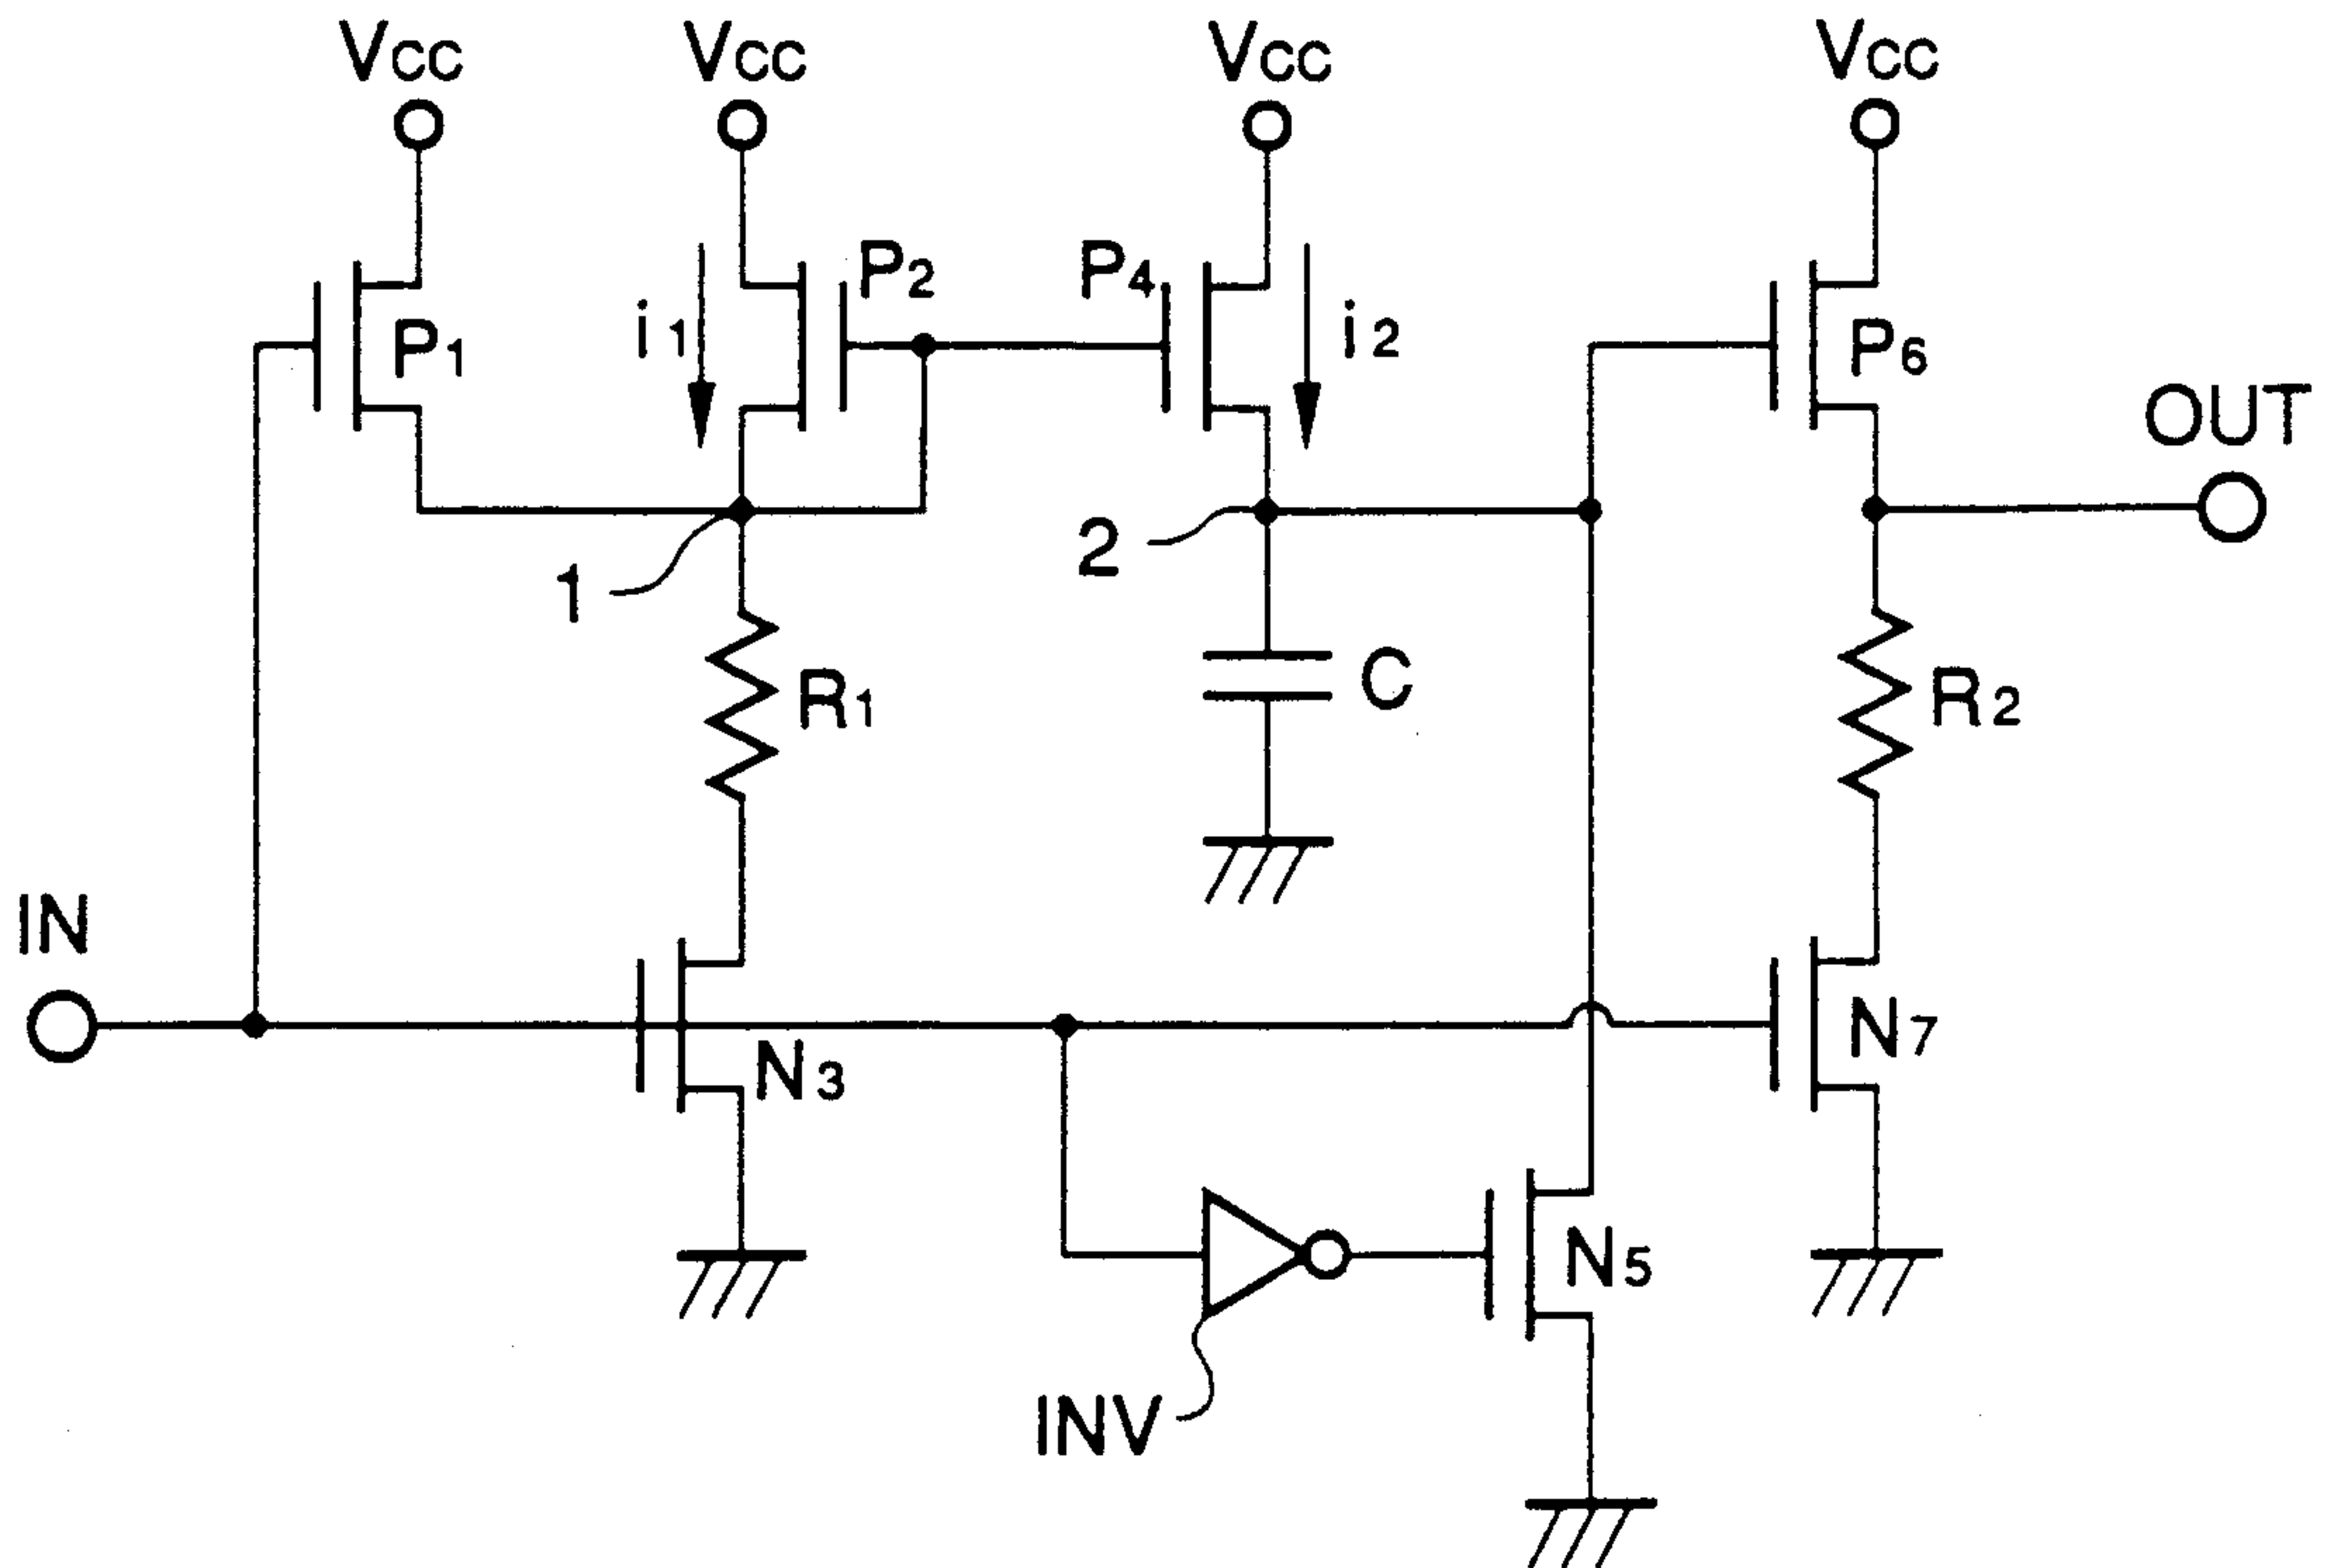 Vcc Vcc Vcc Vcc
P2 P4
i1 P1 i2 P6
OUT
1 2
R1 C R2
IN
N3 N7
N5
INV